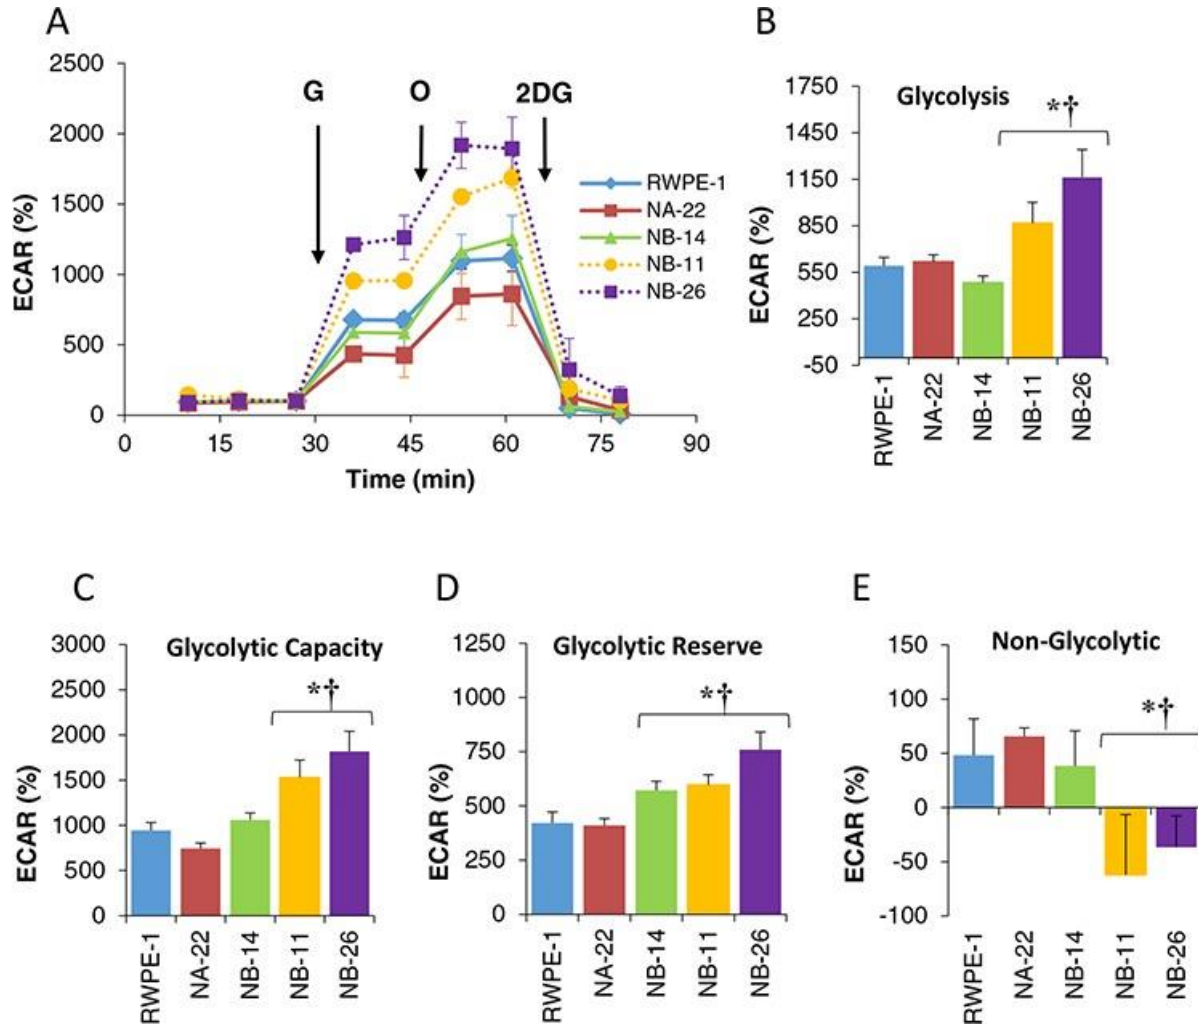 A
2500
2000
1500
1000
500
0
ECAR (%)
G
O
2DG
RWPE-1
NA-22
NB-14
NB-11
NB-26
0 15 30 45 60 75 90
Time (min)
B
Glycolysis
*†
1750
1450
1150
850
550
250
-50
ECAR (%)
RWPE-1
NA-22
NB-14
NB-11
NB-26
C
Glycolytic Capacity
*†
3000
2500
2000
1500
1000
500
0
ECAR (%)
RWPE-1
NA-22
NB-14
NB-11
NB-26
D
Glycolytic Reserve
*†
1250
1000
750
500
250
0
ECAR (%)
RWPE-1
NA-22
NB-14
NB-11
NB-26
E
Non-Glycolytic
*†
150
100
50
0
-50
-100
ECAR (%)
RWPE-1
NA-22
NB-14
NB-11
NB-26